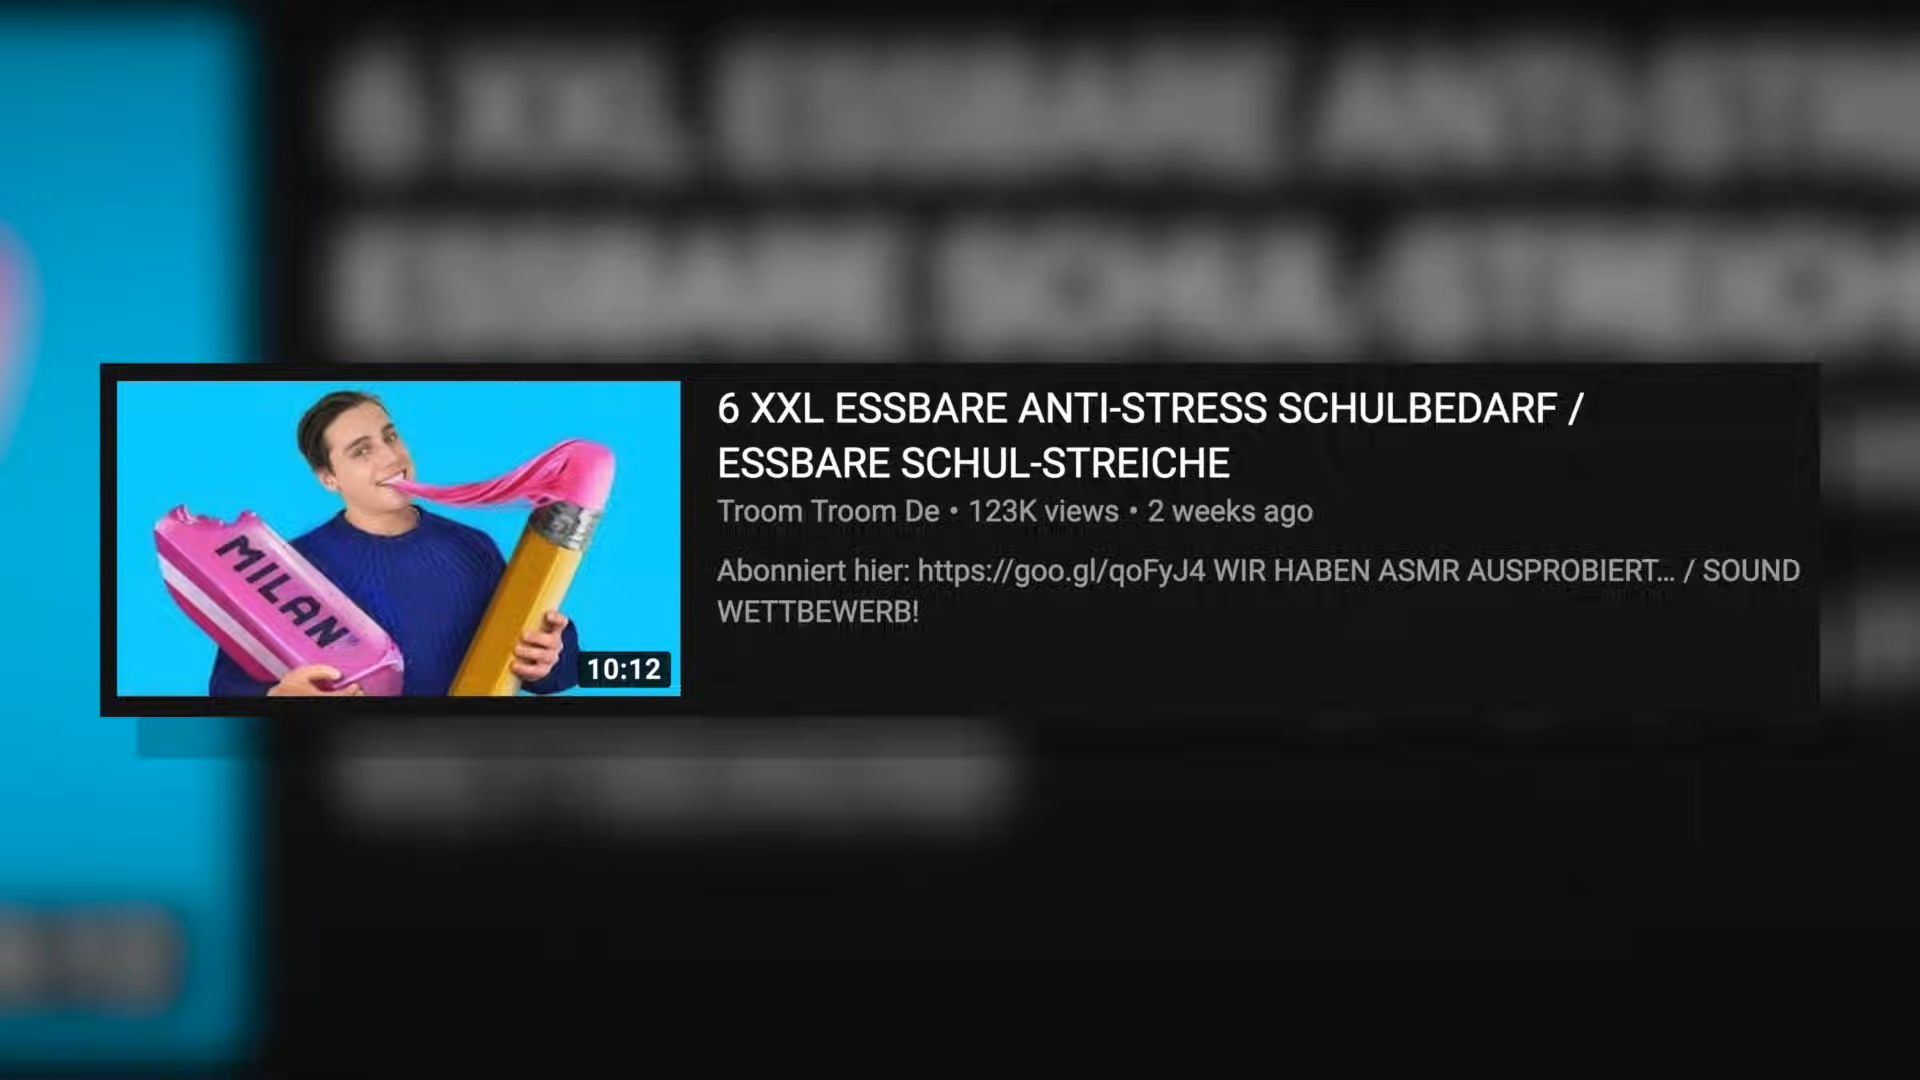 6 XXL ESSBARE ANTI-STRESS SCHULBEDARF /
ESSBARE SCHUL-STREICHE
Troom Troom De • 123K views • 2 weeks ago
Abonniert hier: https://goo.gl/qoFyJ4 WIR HABEN ASMR AUSPROBIERT... / SOUND
WETTBEWERB!
MILAN
10:12